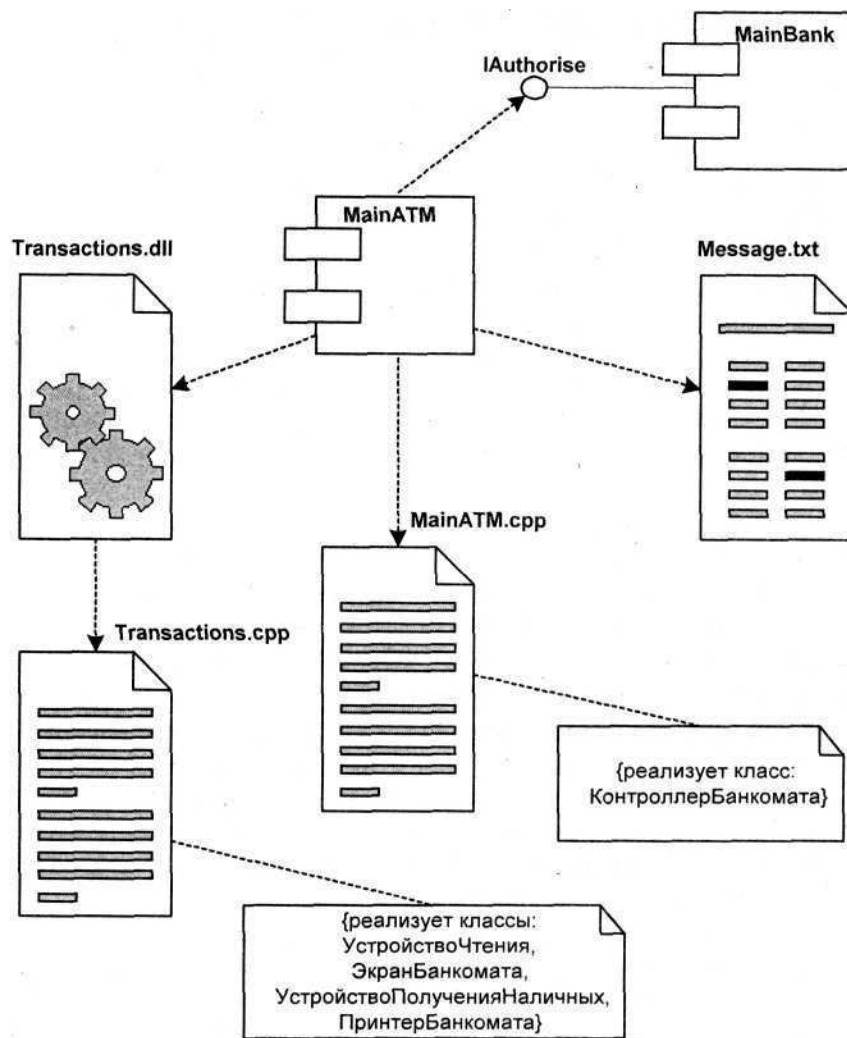 MainBank
IAuthorise
MainATM
Transactions.dll
Message.txt
MainATM.cpp
Transactions.cpp
{реализует класс:
КонтроллерБанкомата}
{реализует классы:
УстройствоЧтения,
ЭкранБанкомата,
УстройствоПолученияНаличных,
ПринтерБанкомата}